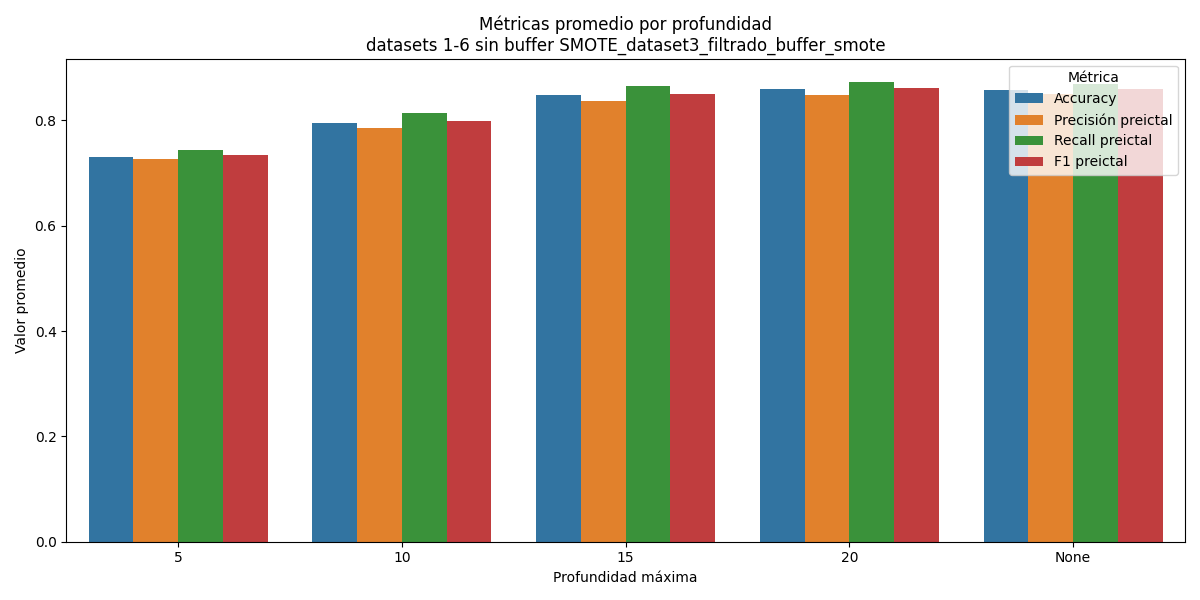 Métricas promedio por profundidad
datasets 1-6 sin buffer SMOTE_dataset3_filtrado_buffer_smote
Métrica
Accuracy
Precisión preictal
Recall preictal
F1 preictal
Valor promedio
0.8
0.6
0.4
0.2
0.0
5
10
15
20
None
Profundidad máxima